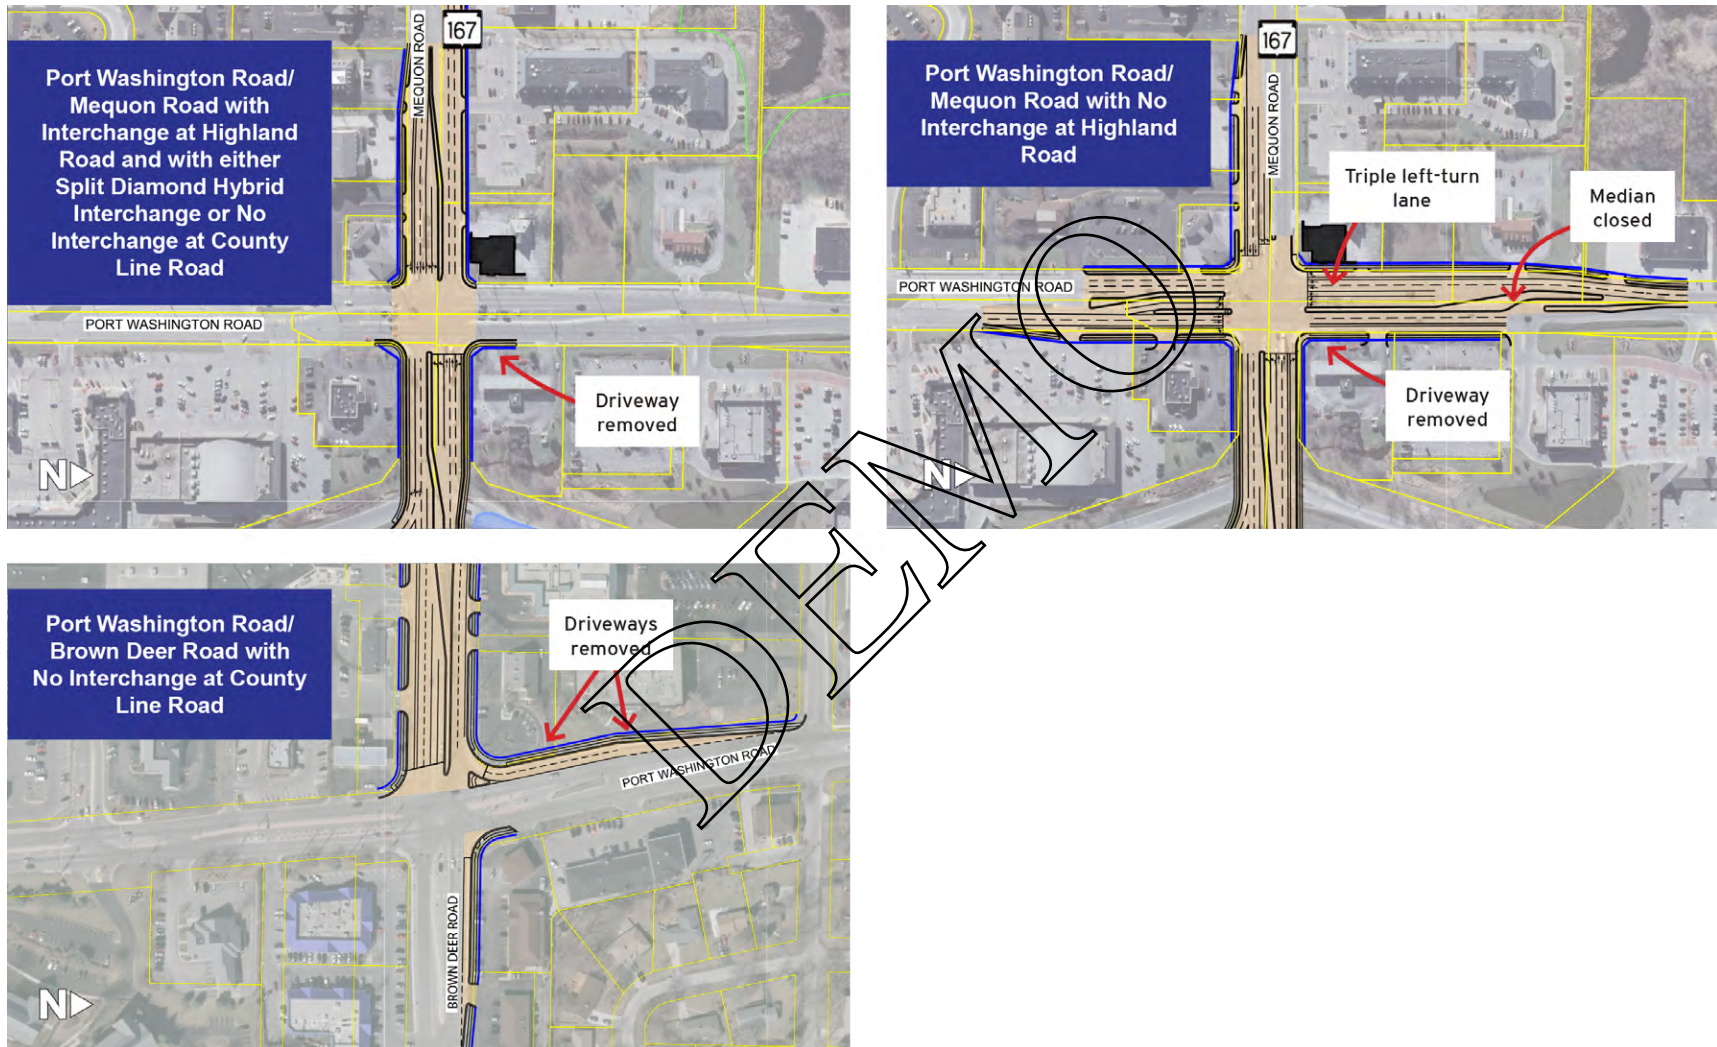 Port Washington Road/
Mequon Road with
Interchange at Highland
Road and with either
Split Diamond Hybrid
Interchange or No
Interchange at County
Line Road
MEQUON ROAD
167
PORT WASHINGTON ROAD
Driveway
removed
N
Port Washington Road/
Mequon Road with No
Interchange at Highland
Road
167
MEQUON ROAD
Triple left-turn
lane
Median
closed
PORT WASHINGTON ROAD
Driveway
removed
N
Port Washington Road/
Brown Deer Road with
No Interchange at County
Line Road
Driveways
removed
PORT WASHINGTON ROAD
BROWN DEER ROAD
N
DEMO